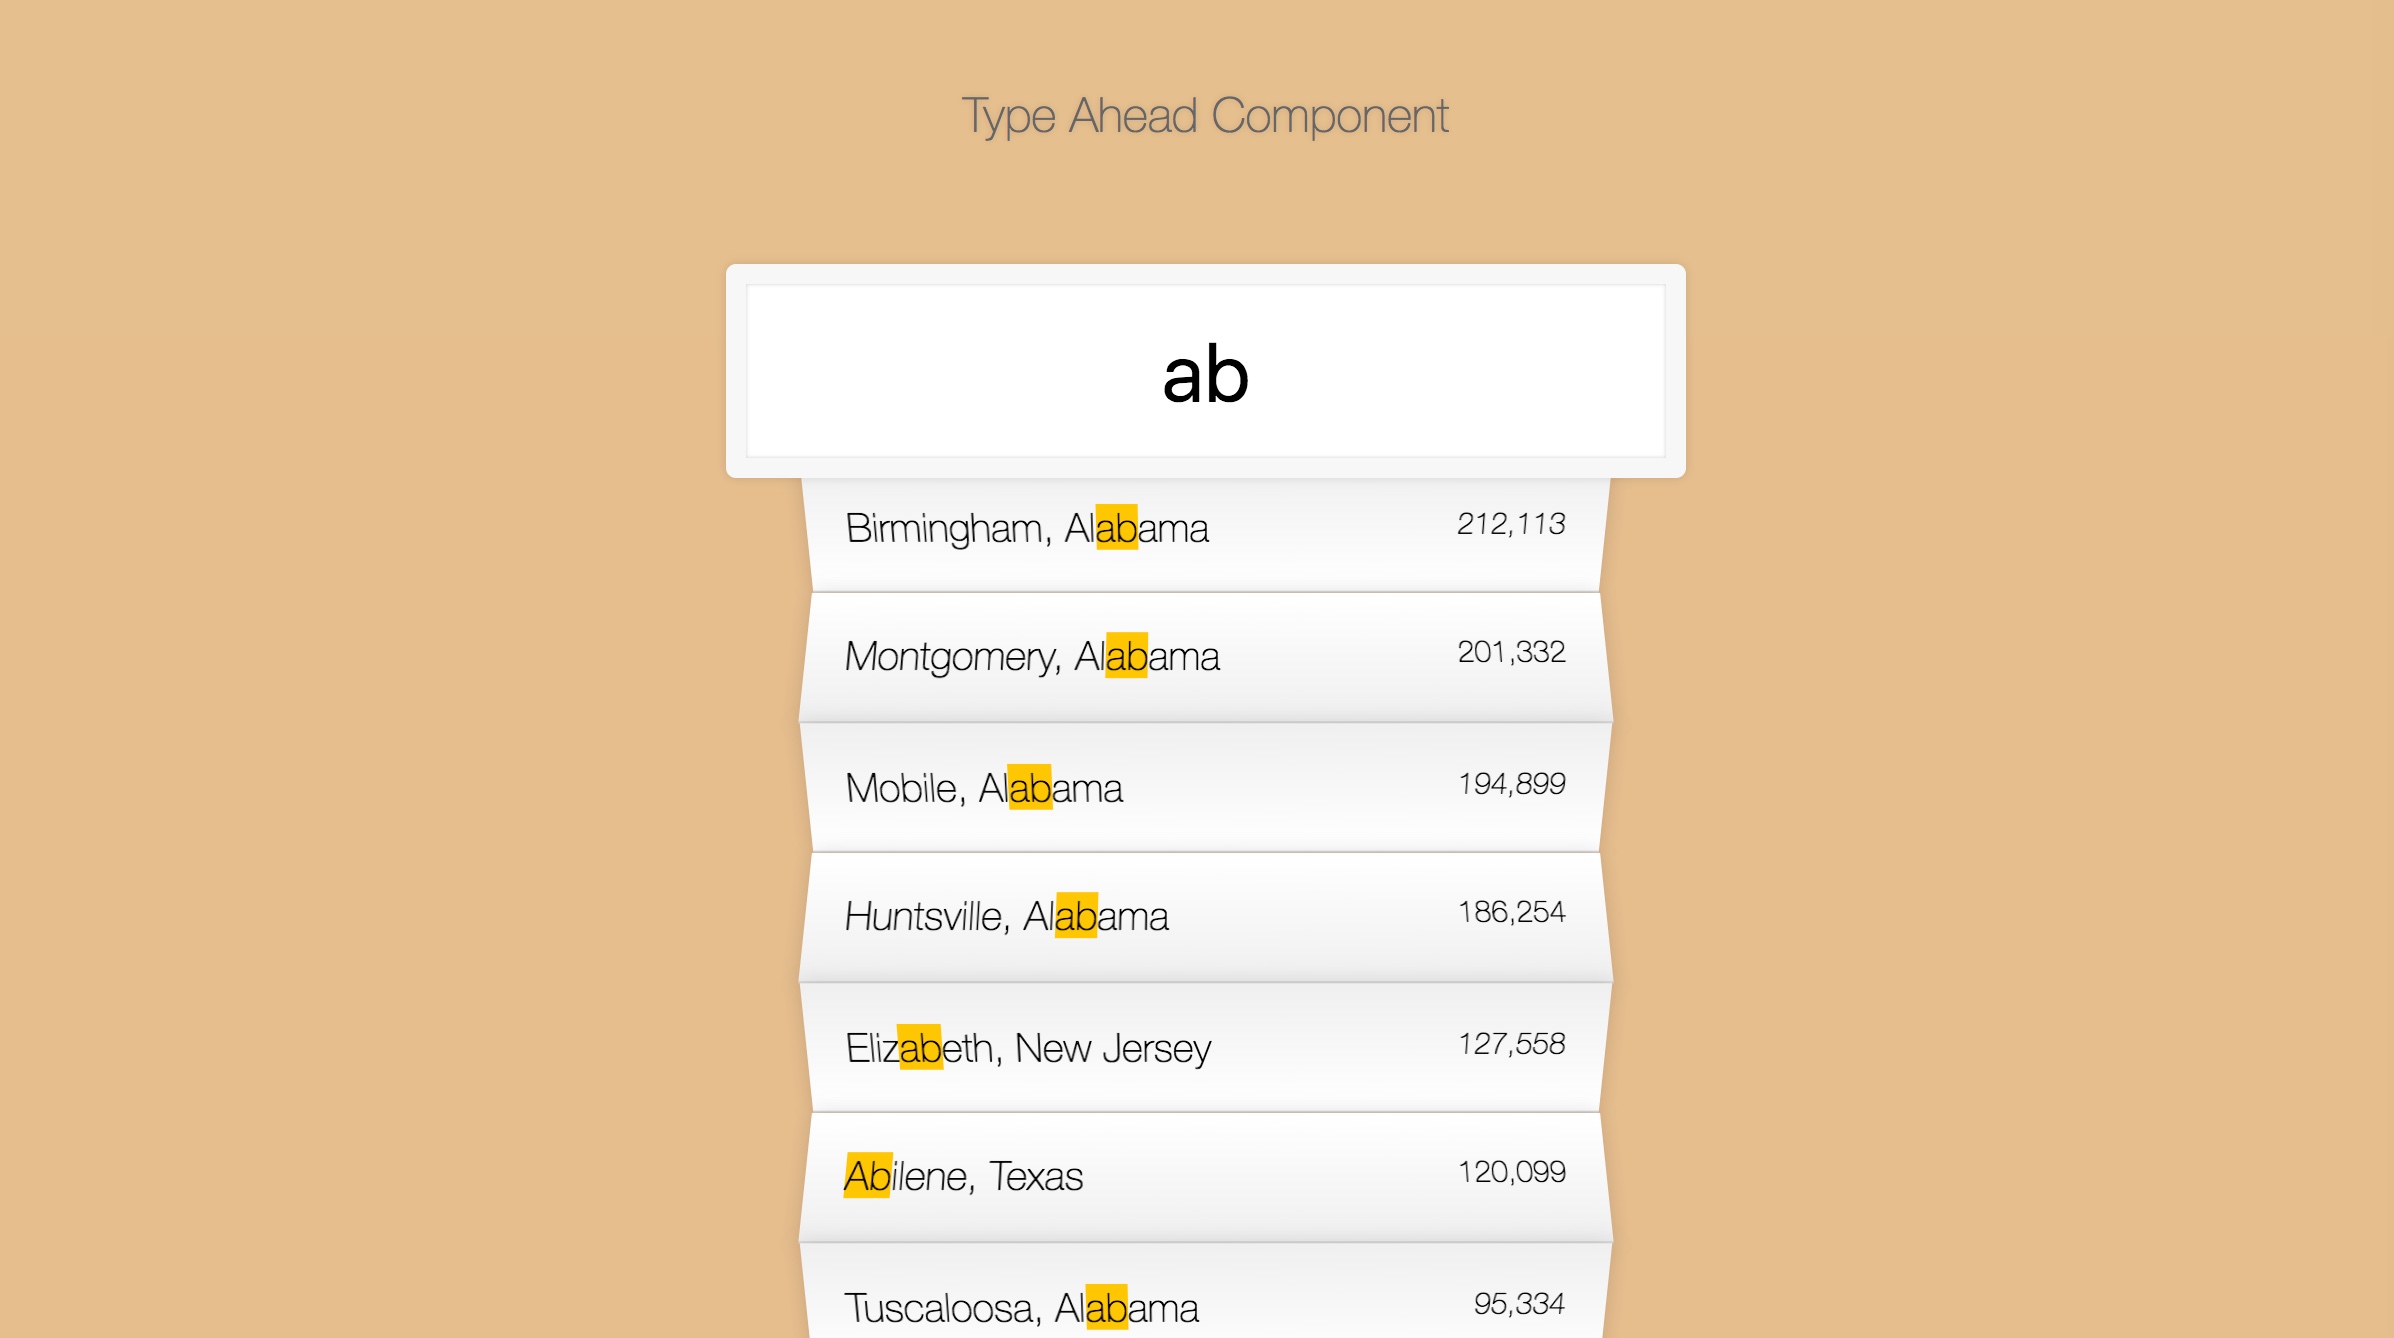 Type Ahead Component
ab
Birmingham, Alabama 212,113
Montgomery, Alabama 201,332
Mobile, Alabama 194,899
Huntsville, Alabama 186,254
Elizabeth, New Jersey 127,558
Abilene, Texas 120,099
Tuscaloosa, Alabama 95,334